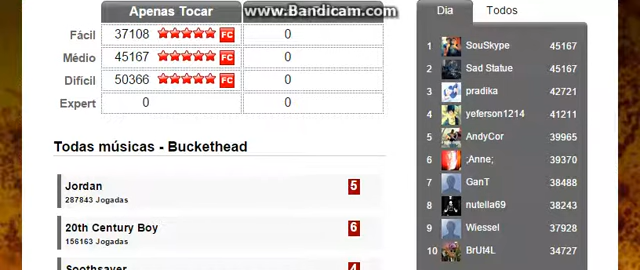 www.Bandicam.com
Apenas Tocar
Fácil 37108 FC 0
Médio 45167 FC 0
Difícil 50366 FC 0
Expert 0 0
Todas músicas - Buckethead
Jordan 5
287843 Jogadas
20th Century Boy 6
156163 Jogadas
Soothsayer 4
Dia Todos
1 SouSkype 45167
2 Sad Statue 45167
3 pradika 42721
4 yeferson1214 41211
5 AndyCor 39965
6 ;Anne; 39370
7 GanT 38488
8 nutella69 38243
9 Wiessel 37928
10 BrUt4L 34727